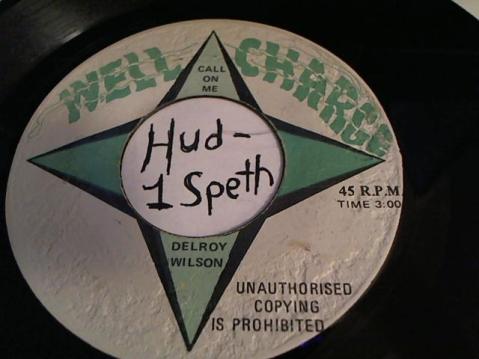 WELL CHARGE
CALL
ON
ME
Hud-
1 Speth
45 R.P.M.
TIME 3:00
DELROY
WILSON
UNAUTHORISED
COPYING
IS PROHIBITED